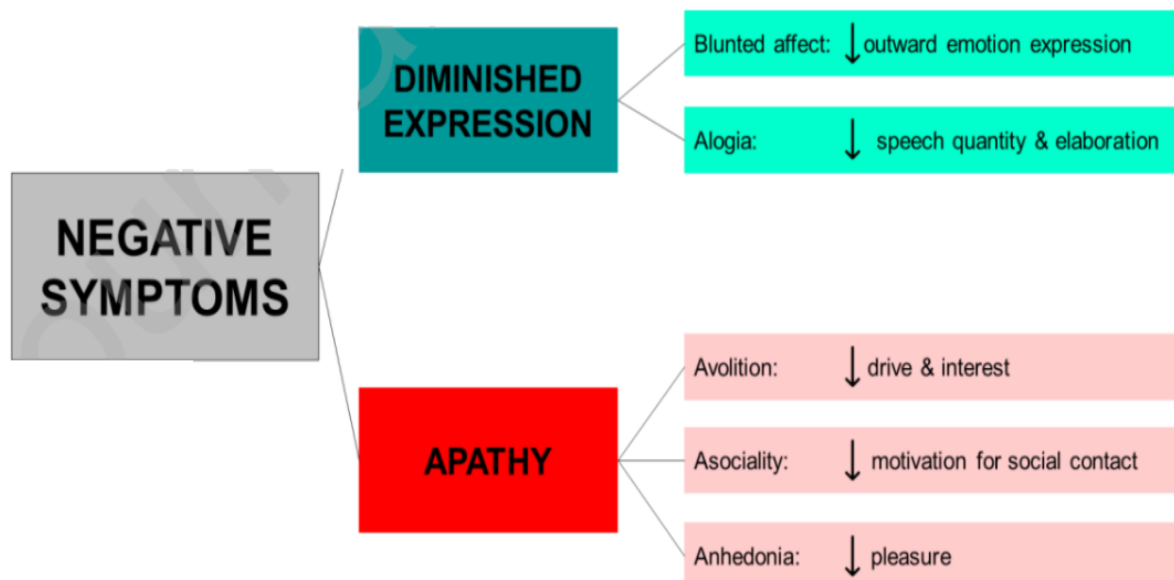 NEGATIVE
SYMPTOMS
DIMINISHED
EXPRESSION
Blunted affect: ↓ outward emotion expression
Alogia: ↓ speech quantity & elaboration
APATHY
Avolition: ↓ drive & interest
Asociality: ↓ motivation for social contact
Anhedonia: ↓ pleasure